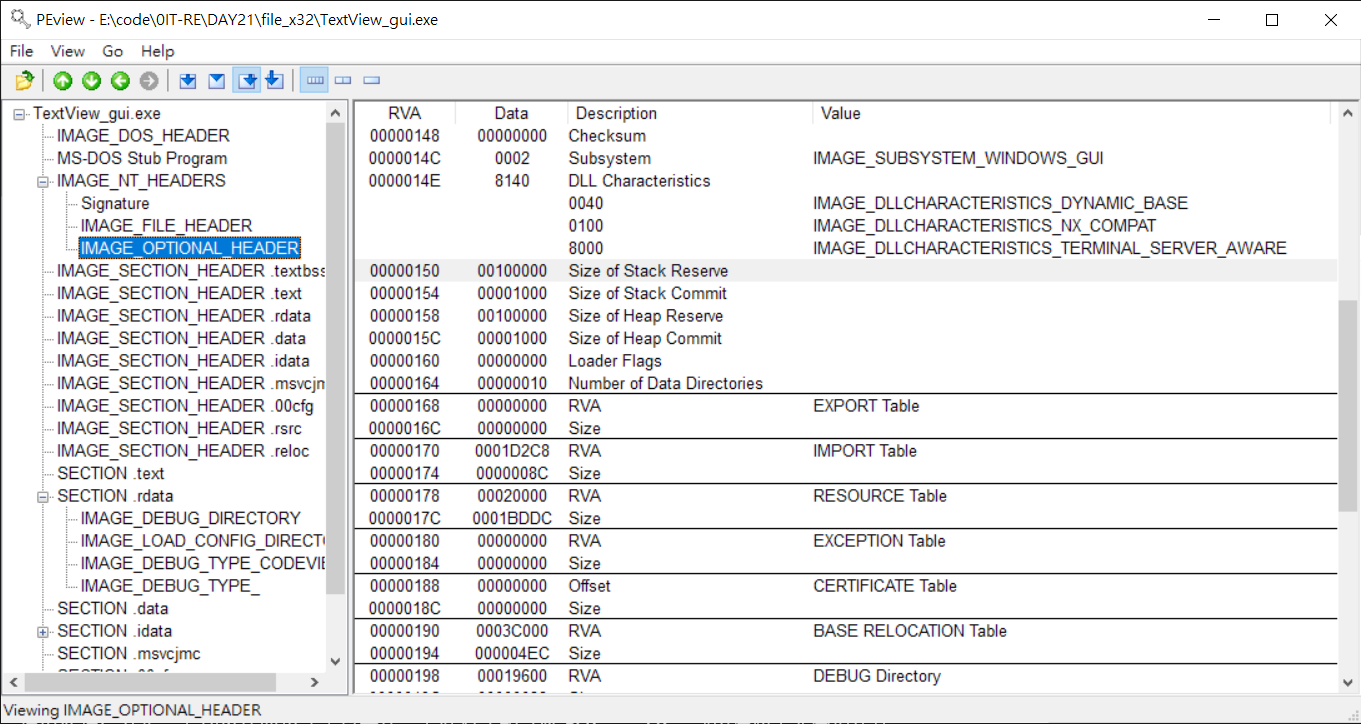 PEview - E:\code\0IT-RE\DAY21\file_x32\TextView_gui.exe
File View Go Help
TextView_gui.exe
IMAGE_DOS_HEADER
MS-DOS Stub Program
IMAGE_NT_HEADERS
Signature
IMAGE_FILE_HEADER
IMAGE_OPTIONAL_HEADER
IMAGE_SECTION_HEADER .textbss
IMAGE_SECTION_HEADER .text
IMAGE_SECTION_HEADER .rdata
IMAGE_SECTION_HEADER .data
IMAGE_SECTION_HEADER .idata
IMAGE_SECTION_HEADER .msvcjm
IMAGE_SECTION_HEADER .00cfg
IMAGE_SECTION_HEADER .rsrc
IMAGE_SECTION_HEADER .reloc
SECTION .text
SECTION .rdata
IMAGE_DEBUG_DIRECTORY
IMAGE_LOAD_CONFIG_DIRECT
IMAGE_DEBUG_TYPE_CODEVIE
IMAGE_DEBUG_TYPE_
SECTION .data
SECTION .idata
SECTION .msvcjmc
RVA Data Description Value
00000148 00000000 Checksum
0000014C 0002 Subsystem IMAGE_SUBSYSTEM_WINDOWS_GUI
0000014E 8140 DLL Characteristics
0040 IMAGE_DLLCHARACTERISTICS_DYNAMIC_BASE
0100 IMAGE_DLLCHARACTERISTICS_NX_COMPAT
8000 IMAGE_DLLCHARACTERISTICS_TERMINAL_SERVER_AWARE
00000150 00100000 Size of Stack Reserve
00000154 00001000 Size of Stack Commit
00000158 00100000 Size of Heap Reserve
0000015C 00001000 Size of Heap Commit
00000160 00000000 Loader Flags
00000164 00000010 Number of Data Directories
00000168 00000000 RVA EXPORT Table
0000016C 00000000 Size
00000170 0001D2C8 RVA IMPORT Table
00000174 0000008C Size
00000178 00020000 RVA RESOURCE Table
0000017C 0001BDDC Size
00000180 00000000 RVA EXCEPTION Table
00000184 00000000 Size
00000188 00000000 Offset CERTIFICATE Table
0000018C 00000000 Size
00000190 0003C000 RVA BASE RELOCATION Table
00000194 000004EC Size
00000198 00019600 RVA DEBUG Directory
Viewing IMAGE_OPTIONAL_HEADER